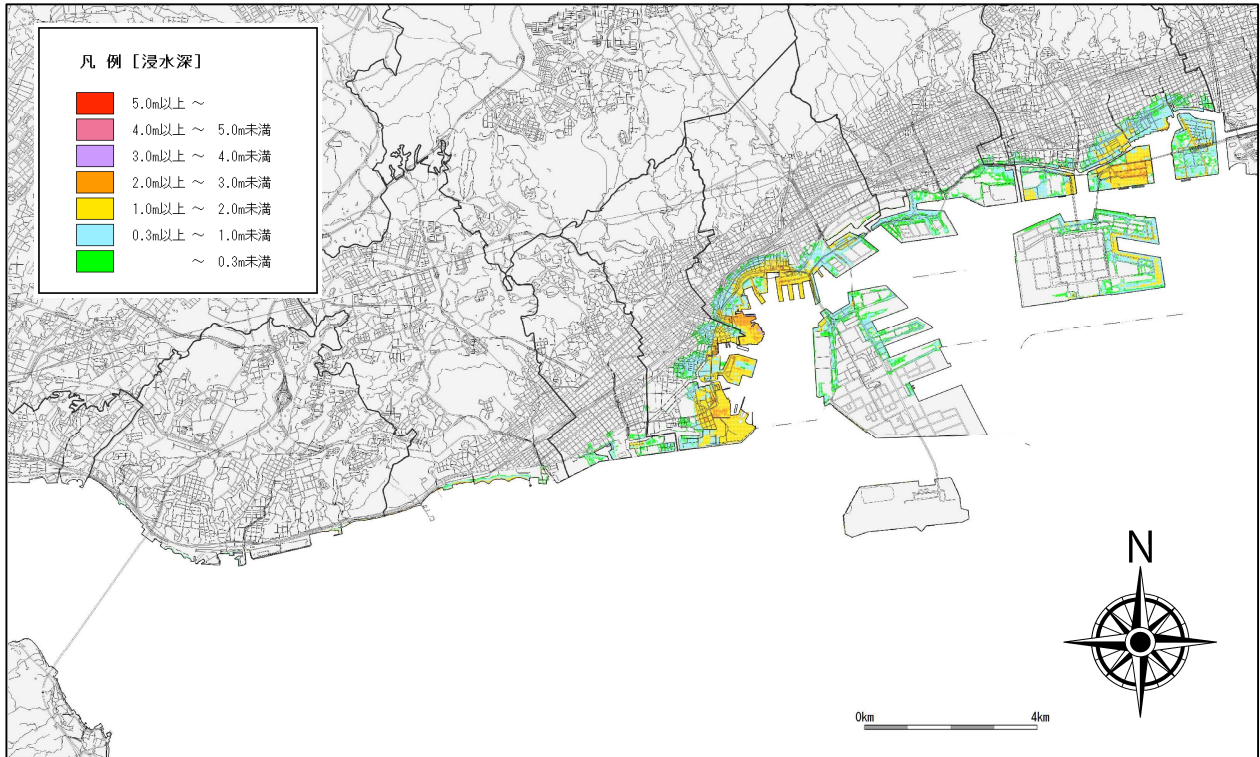 凡 例 [浸水深]
5.0m以上 ～
4.0m以上 ～ 5.0m未満
3.0m以上 ～ 4.0m未満
2.0m以上 ～ 3.0m未満
1.0m以上 ～ 2.0m未満
0.3m以上 ～ 1.0m未満
～ 0.3m未満
N
0km 4km